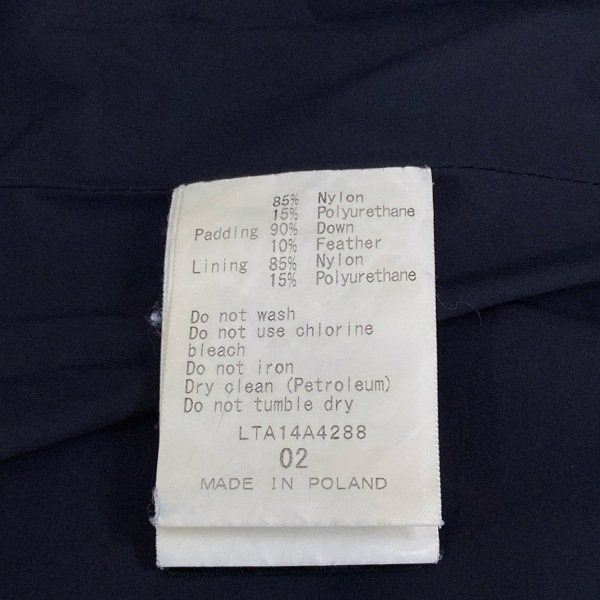 85% Nylon
15% Polyurethane
Padding 90% Down
10% Feather
Lining 85% Nylon
15% Polyurethane
Do not wash
Do not use chlorine
bleach
Do not iron
Dry clean (Petroleum)
Do not tumble dry
LTA14A4288
02
MADE IN POLAND